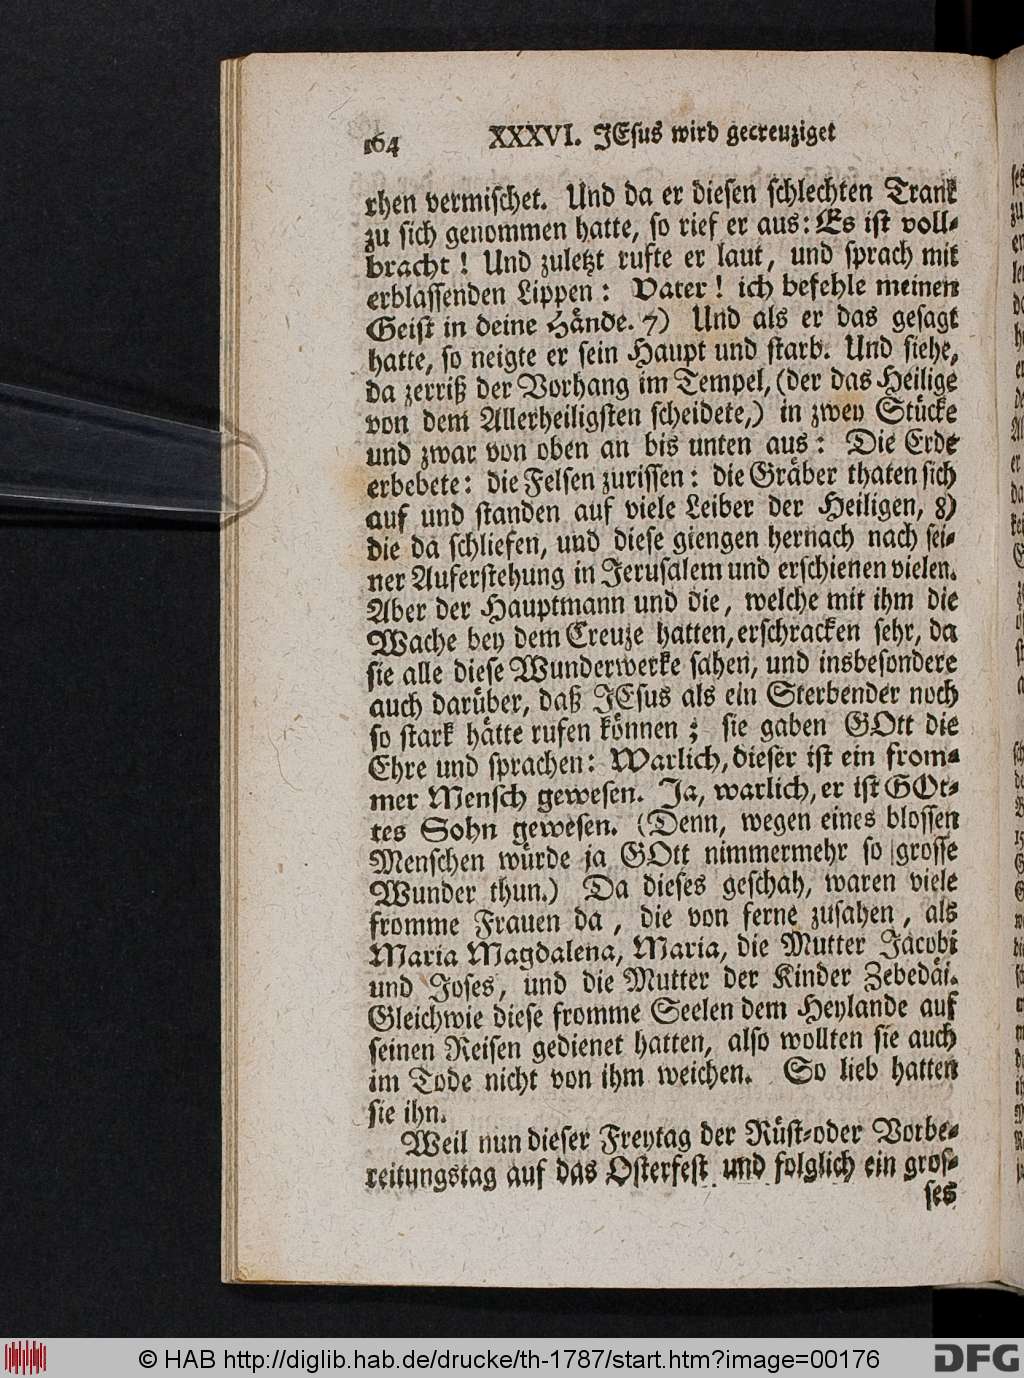 164 XXXVI. JEsus wird gecreuziget
rhen vermischet. Und da er diesen schlechten Trank
zu sich genommen hatte, so rief er aus: Es ist voll-
bracht! Und zuletzt rufte er laut, und sprach mit
erblassenden Lippen: Vater! ich befehle meinen
Geist in deine Hände. 7) Und als er das gesagt
hatte, so neigte er sein Haupt und starb. Und siehe,
da zerriß der Vorhang im Tempel, (der das Heilige
von dem Allerheiligsten scheidete,) in zwey Stücke
und zwar von oben an bis unten aus: Die Erde
erbebete: die Felsen zurissen: die Gräber thaten sich
auf und standen auf viele Leiber der Heiligen, 8)
die da schliefen, und diese giengen hernach nach sei-
ner Auferstehung in Jerusalem und erschienen vielen.
Aber der Hauptmann und die, welche mit ihm die
Wache bey dem Creuze hatten, erschracken sehr, da
sie alle diese Wunderwerke sahen, und insbesondere
auch darüber, daß JEsus als ein Sterbender noch
so stark hätte rufen können; sie gaben GOtt die
Ehre und sprachen: Warlich, dieser ist ein from-
mer Mensch gewesen. Ja, warlich, er ist GOt-
tes Sohn gewesen. (Denn, wegen eines blossen
Menschen würde ja GOtt nimmermehr so grosse
Wunder thun.) Da dieses geschah, waren viele
fromme Frauen da, die von ferne zusahen, als
Maria Magdalena, Maria, die Mutter Jacobi
und Joses, und die Mutter der Kinder Zebedäi.
Gleichwie diese fromme Seelen dem Heylande auf
seinen Reisen gedienet hatten, also wollten sie auch
im Tode nicht von ihm weichen. So lieb hatten
sie ihn.
Weil nun dieser Freytag der Rüst- oder Vorbe-
reitungstag auf das Osterfest und folglich ein gros-
ses
© HAB http://diglib.hab.de/drucke/th-1787/start.htm?image=00176
DFG